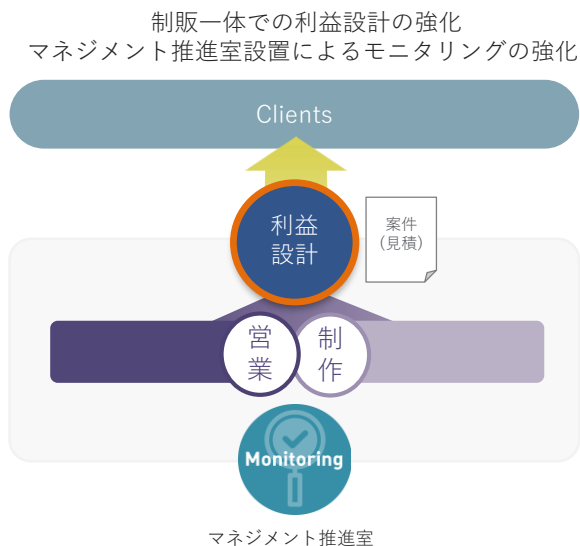 制販一体での利益設計の強化
マネジメント推進室設置によるモニタリングの強化
Clients
利益
設計
案件
(見積)
営
業
制
作
Monitoring
マネジメント推進室